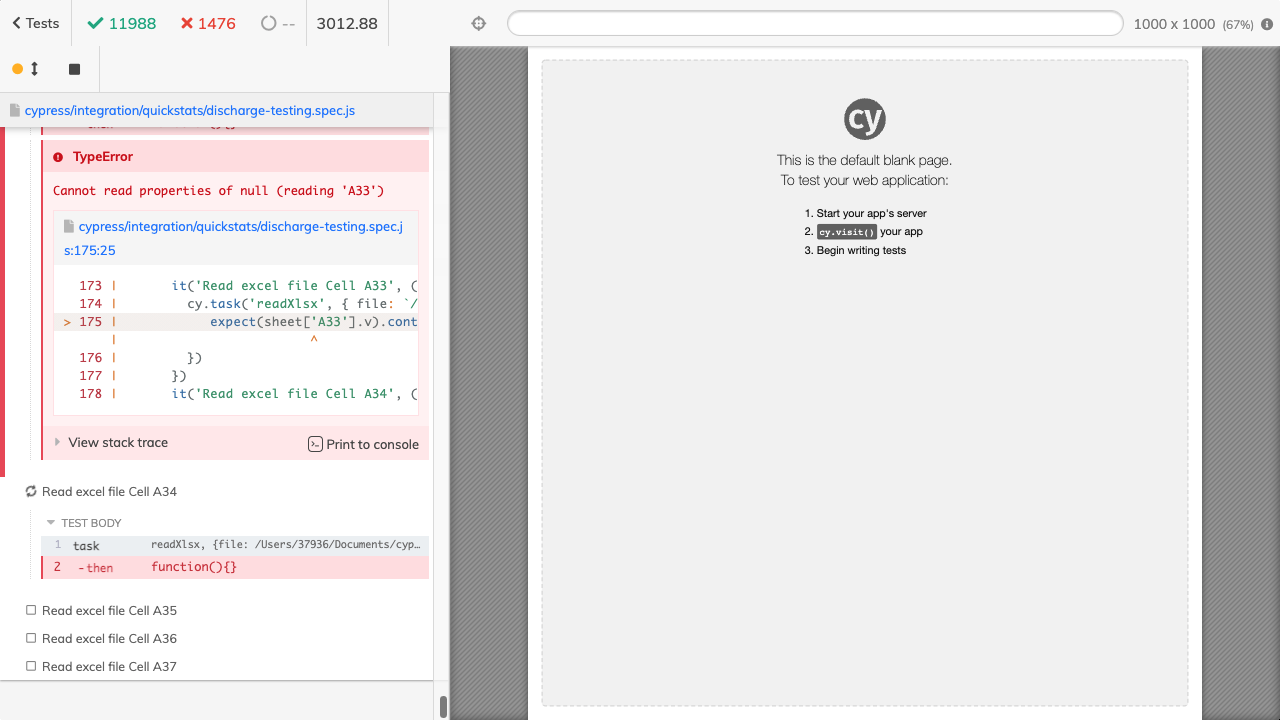 Tests
11988
1476
--
3012.88
1000 x 1000 (67%)
cypress/integration/quickstats/discharge-testing.spec.js
TypeError
Cannot read properties of null (reading 'A33')
cypress/integration/quickstats/discharge-testing.spec.j
s:175:25
173 | it('Read excel file Cell A33', (
174 | cy.task('readXlsx', { file: `/
> 175 | expect(sheet['A33'].v).cont
| ^
176 | })
177 | })
178 | it('Read excel file Cell A34', (
View stack trace
Print to console
Read excel file Cell A34
TEST BODY
1 task readXlsx, {file: /Users/37936/Documents/cyp…
2 -then function(){}
Read excel file Cell A35
Read excel file Cell A36
Read excel file Cell A37
cy
This is the default blank page.
To test your web application:
1. Start your app's server
2. cy.visit() your app
3. Begin writing tests